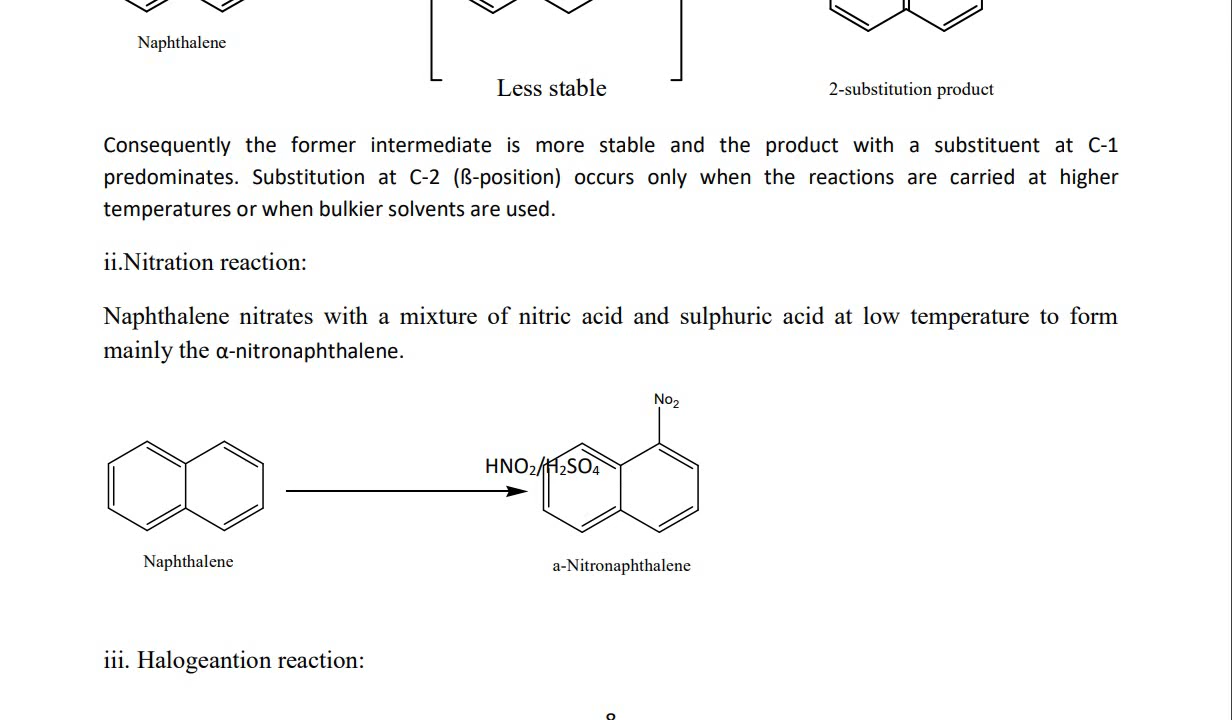 Naphthalene
Less stable
2-substitution product
Consequently the former intermediate is more stable and the product with a substituent at C-1
predominates. Substitution at C-2 (ß-position) occurs only when the reactions are carried at higher
temperatures or when bulkier solvents are used.
ii.Nitration reaction:
Naphthalene nitrates with a mixture of nitric acid and sulphuric acid at low temperature to form
mainly the α-nitronaphthalene.
No₂
HNO₂/H₂SO₄
Naphthalene
a-Nitronaphthalene
iii. Halogeantion reaction: